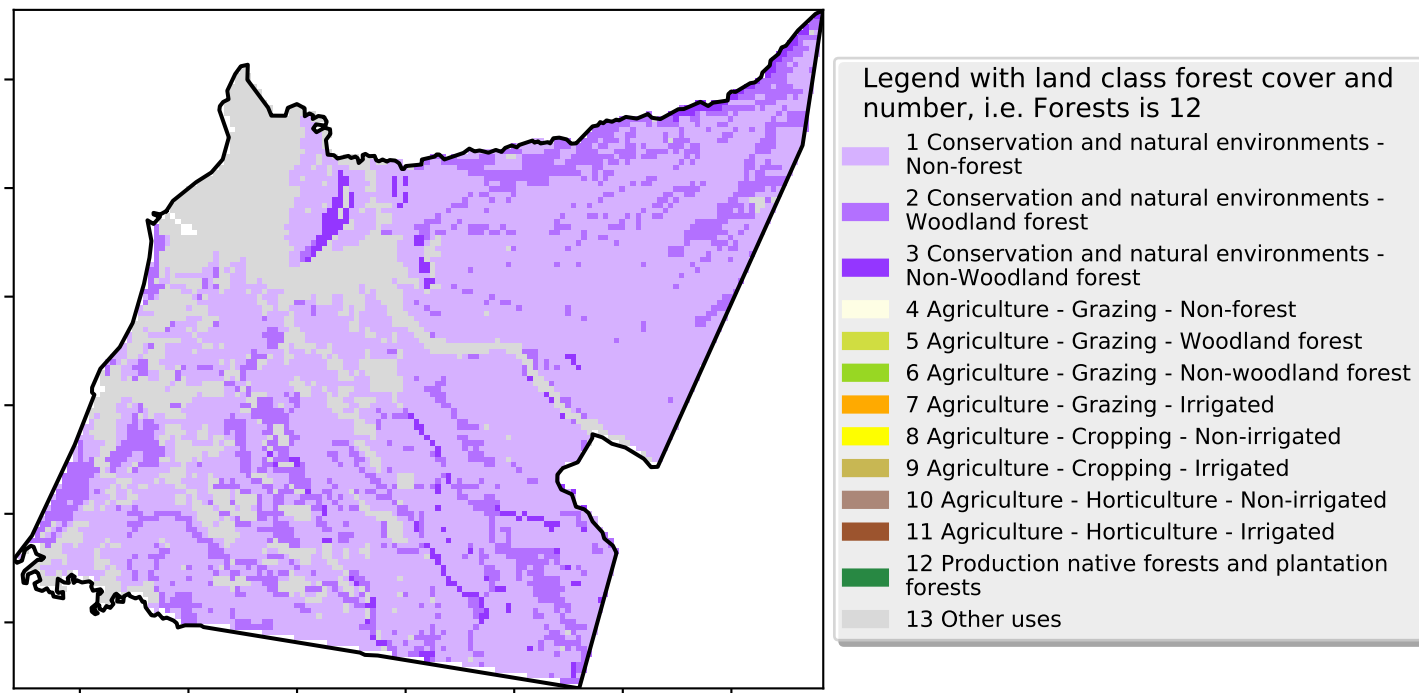 Legend with land class forest cover and
number, i.e. Forests is 12
1 Conservation and natural environments -
Non-forest
2 Conservation and natural environments -
Woodland forest
3 Conservation and natural environments -
Non-Woodland forest
4 Agriculture - Grazing - Non-forest
5 Agriculture - Grazing - Woodland forest
6 Agriculture - Grazing - Non-woodland forest
7 Agriculture - Grazing - Irrigated
8 Agriculture - Cropping - Non-irrigated
9 Agriculture - Cropping - Irrigated
10 Agriculture - Horticulture - Non-irrigated
11 Agriculture - Horticulture - Irrigated
12 Production native forests and plantation
forests
13 Other uses